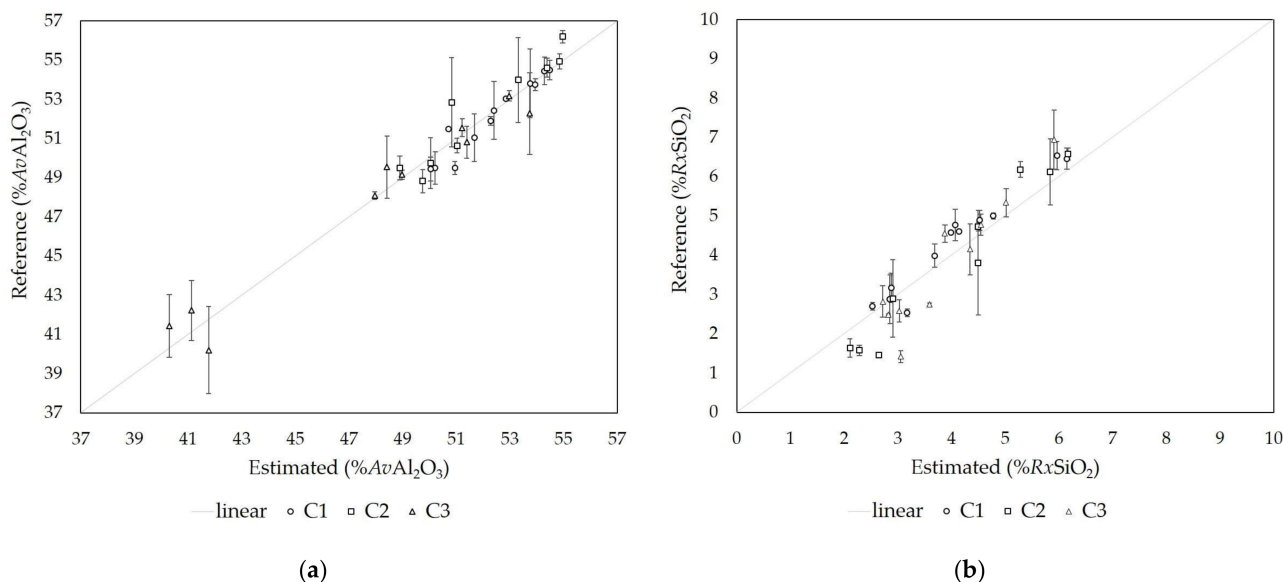 57
55
53
51
49
47
45
43
41
39
37
Reference (%AvAl₂O₃)
37 39 41 43 45 47 49 51 53 55 57
Estimated (%AvAl₂O₃)
linear C1 C2 C3
(a)
10
9
8
7
6
5
4
3
2
1
0
Reference (%RxSiO₂)
0 1 2 3 4 5 6 7 8 9 10
Estimated (%RxSiO₂)
linear C1 C2 C3
(b)